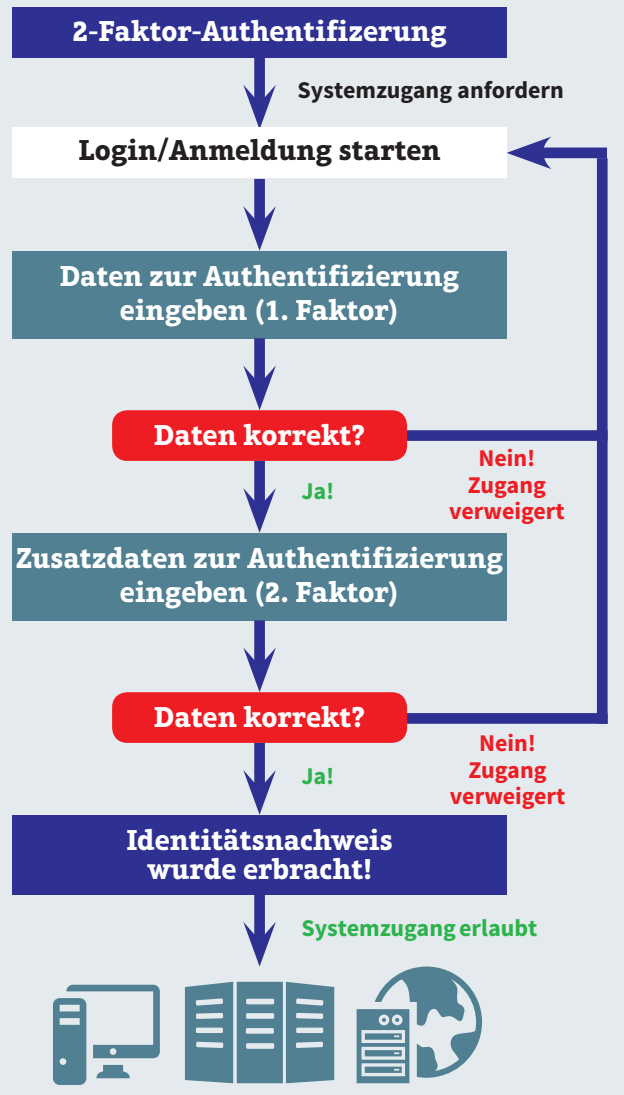 2-Faktor-Authentifizerung
Systemzugang anfordern
Login/Anmeldung starten
Daten zur Authentifizierung
eingeben (1. Faktor)
Daten korrekt?
Nein!
Zugang
verweigert
Ja!
Zusatzdaten zur Authentifizierung
eingeben (2. Faktor)
Daten korrekt?
Nein!
Zugang
verweigert
Ja!
Identitätsnachweis
wurde erbracht!
Systemzugang erlaubt